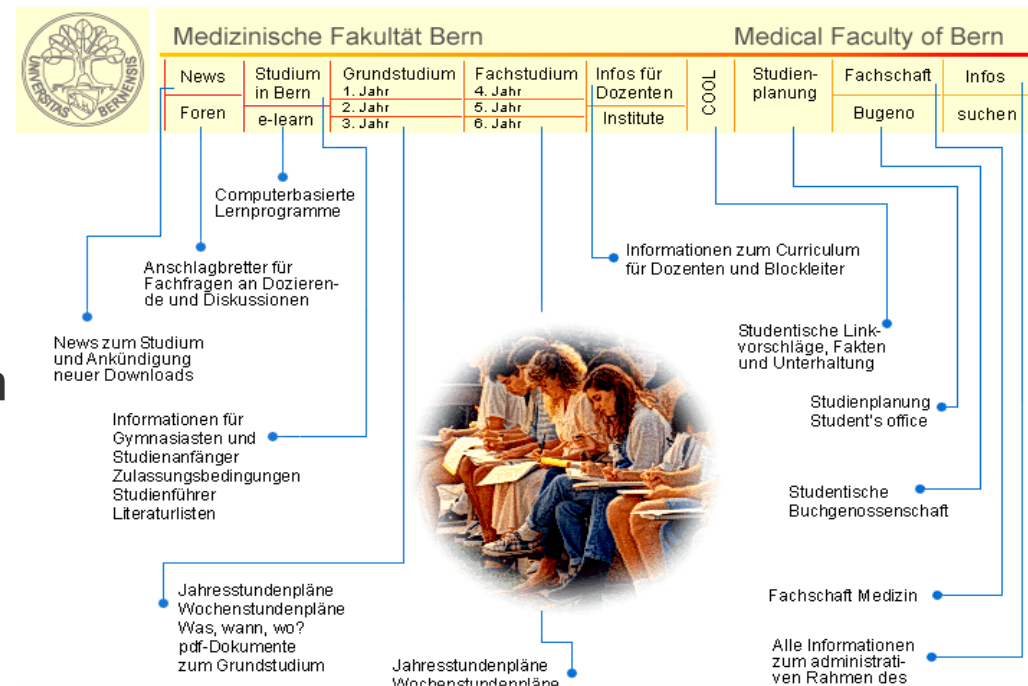 UNIVERSITAS
BERNENSIS
Medizinische Fakultät Bern
Medical Faculty of Bern
News
Foren
Studium
in Bern
e-learn
Grundstudium
1. Jahr
2. Jahr
3. Jahr
Fachstudium
4. Jahr
5. Jahr
6. Jahr
Infos für
Dozenten
Institute
COOL
Studien-
planung
Fachschaft
Bugeno
Infos
suchen
Computerbasierte
Lernprogramme
Anschlagbretter für
Fachfragen an Dozieren-
de und Diskussionen
Informationen zum Curriculum
für Dozenten und Blockleiter
News zum Studium
und Ankündigung
neuer Downloads
Studentische Link-
vorschläge, Fakten
und Unterhaltung
Studienplanung
Student's office
Informationen für
Gymnasiasten und
Studienanfänger
Zulassungsbedingungen
Studienführer
Literaturlisten
Studentische
Buchgenossenschaft
Jahresstundenpläne
Wochenstundenpläne
Was, wann, wo?
pdf-Dokumente
zum Grundstudium
Fachschaft Medizin
Jahresstundenpläne
Wochenstundenpläne
Alle Informationen
zum administrati-
ven Rahmen des